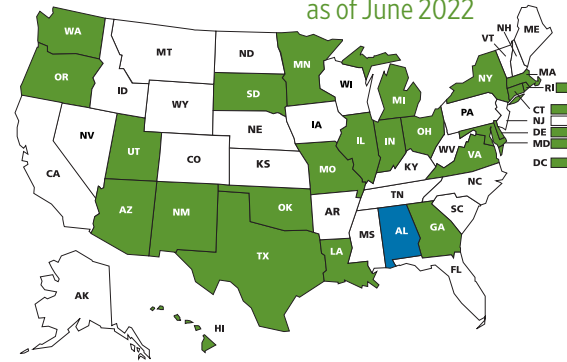 as of June 2022
WA
MT
ND
MN
VT
NH
ME
OR
ID
SD
WI
MI
NY
MA
RI
WY
CT
NV
NE
IA
PA
NJ
DE
UT
IL
IN
OH
WV
MD
CA
CO
KS
MO
KY
VA
DC
AZ
NM
OK
AR
TN
NC
SC
TX
LA
MS
AL
GA
FL
AK
HI